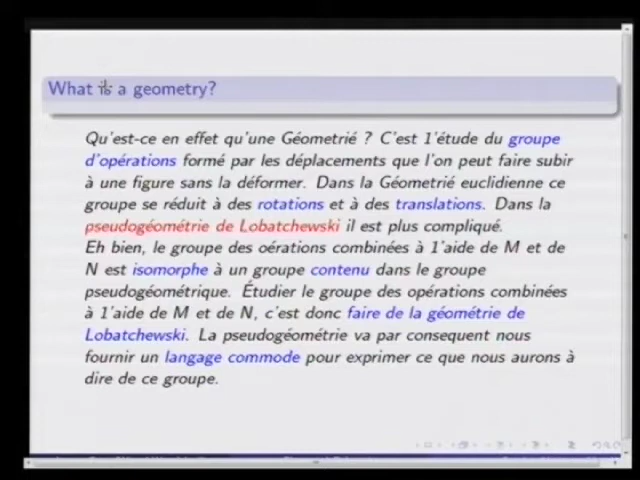 What is a geometry?
Qu'est-ce en effet qu'une Géometrié ? C'est l'étude du groupe
d'opérations formé par les déplacements que l'on peut faire subir
à une figure sans la déformer. Dans la Géometrié euclidienne ce
groupe se réduit à des rotations et à des translations. Dans la
pseudogéométrie de Lobatchewski il est plus compliqué.
Eh bien, le groupe des oérations combinées à l'aide de M et de
N est isomorphe à un groupe contenu dans le groupe
pseudogéométrique. Étudier le groupe des opérations combinées
à l'aide de M et de N, c'est donc faire de la géométrie de
Lobatchewski. La pseudogéométrie va par consequent nous
fournir un langage commode pour exprimer ce que nous aurons à
dire de ce groupe.